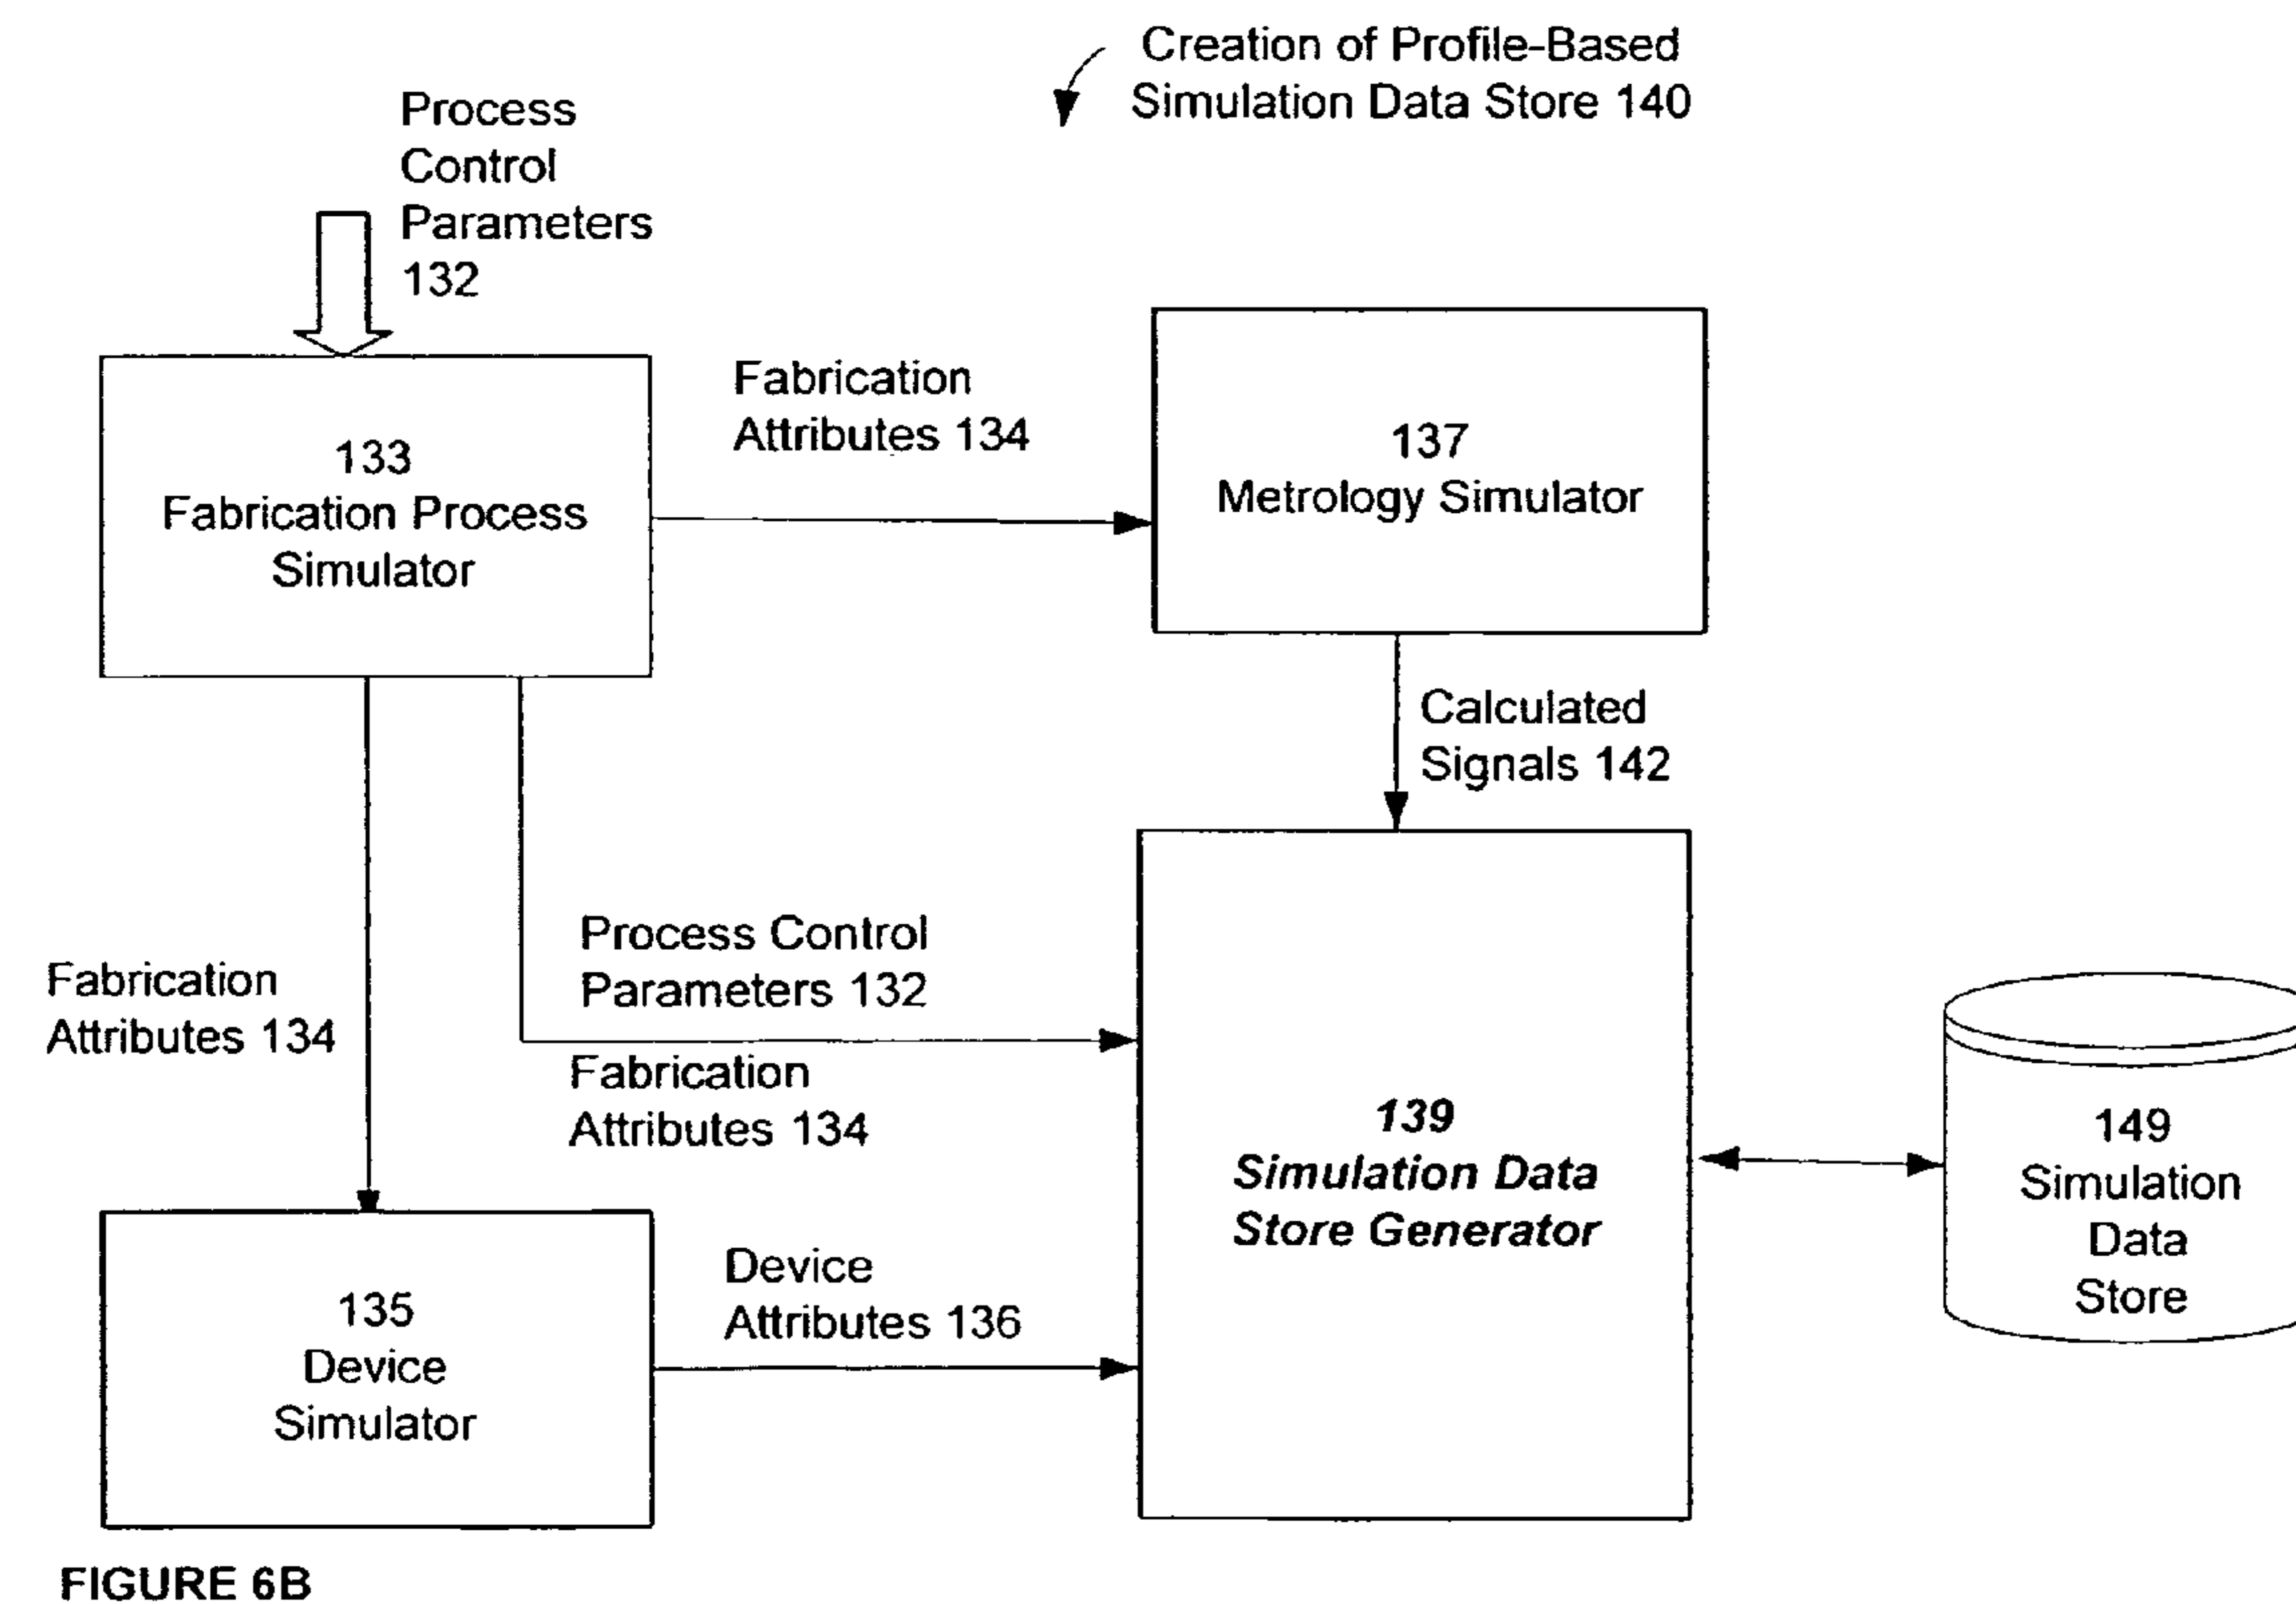 Creation of Profile-Based
Simulation Data Store 140
Process
Control
Parameters
132
133
Fabrication Process
Simulator
Fabrication
Attributes 134
137
Metrology Simulator
Calculated
Signals 142
Process Control
Parameters 132
Fabrication
Attributes 134
Fabrication
Attributes 134
139
Simulation Data
Store Generator
149
Simulation
Data
Store
135
Device
Simulator
Device
Attributes 136
FIGURE 6B